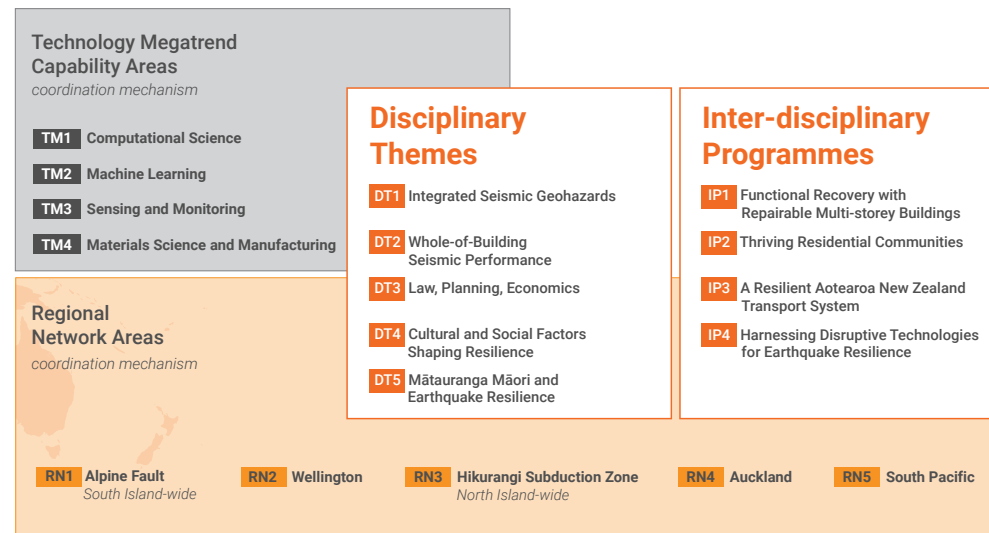 Technology Megatrend
Capability Areas
coordination mechanism
TM1 Computational Science
TM2 Machine Learning
TM3 Sensing and Monitoring
TM4 Materials Science and Manufacturing
Disciplinary
Themes
DT1 Integrated Seismic Geohazards
DT2 Whole-of-Building
Seismic Performance
DT3 Law, Planning, Economics
DT4 Cultural and Social Factors
Shaping Resilience
DT5 Mātauranga Māori and
Earthquake Resilience
Inter-disciplinary
Programmes
IP1 Functional Recovery with
Repairable Multi-storey Buildings
IP2 Thriving Residential Communities
IP3 A Resilient Aotearoa New Zealand
Transport System
IP4 Harnessing Disruptive Technologies
for Earthquake Resilience
Regional
Network Areas
coordination mechanism
RN1 Alpine Fault
South Island-wide
RN2 Wellington
RN3 Hikurangi Subduction Zone
North Island-wide
RN4 Auckland
RN5 South Pacific